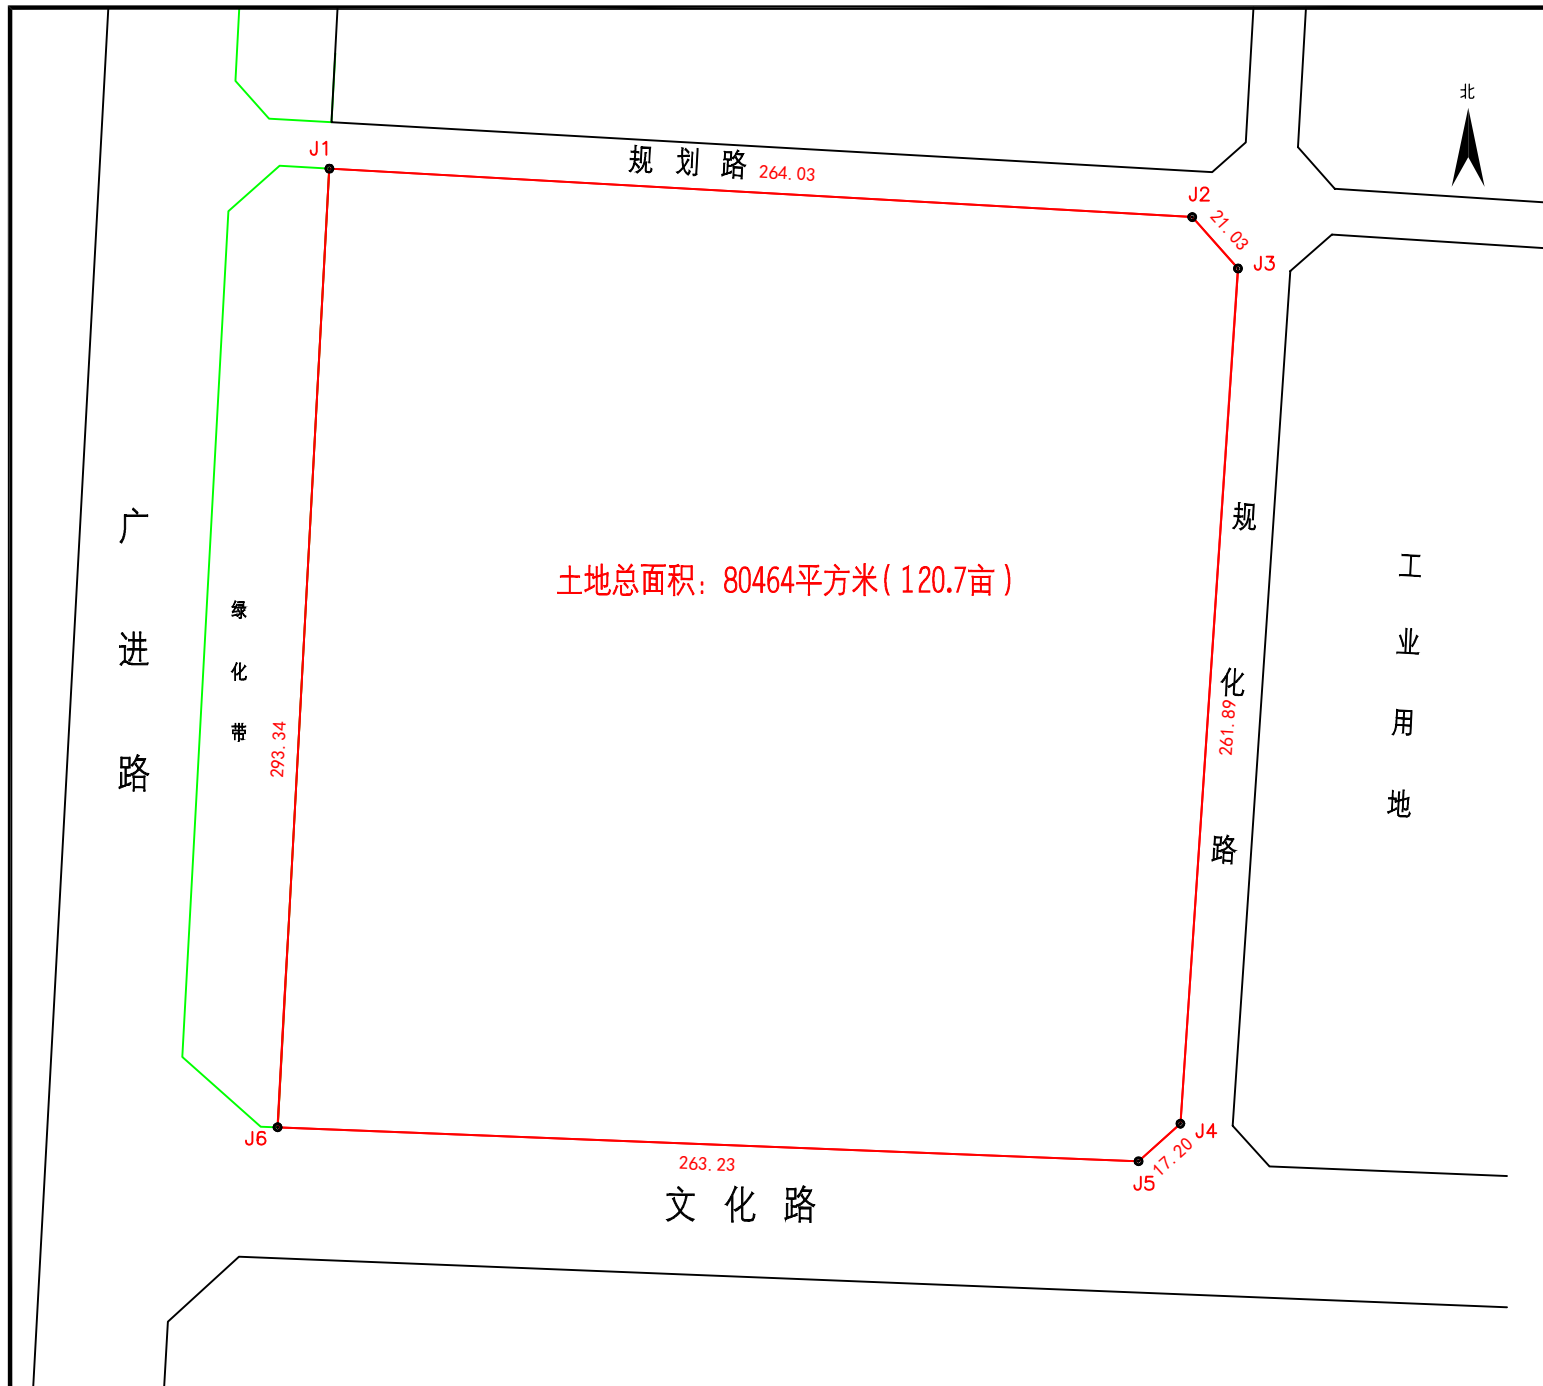 北
J1
规 划 路
264.03
J2
21.03
J3
广进路
绿化带
293.34
土地总面积：80464平方米（120.7亩）
规化路
261.89
工业用地
J6
263.23
J4
17.20
J5
文 化 路